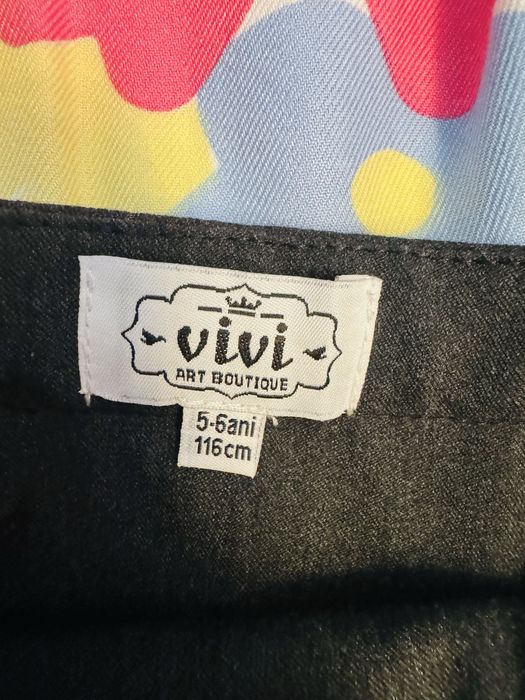 vivi
ART BOUTIQUE
5-6ani
116cm